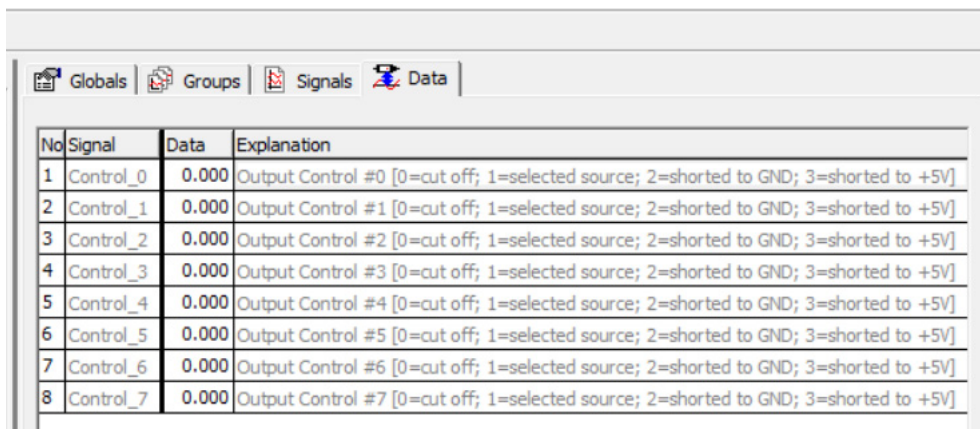 Globals Groups Signals Data
No Signal Data Explanation
1 Control_0 0.000 Output Control #0 [0=cut off; 1=selected source; 2=shorted to GND; 3=shorted to +5V]
2 Control_1 0.000 Output Control #1 [0=cut off; 1=selected source; 2=shorted to GND; 3=shorted to +5V]
3 Control_2 0.000 Output Control #2 [0=cut off; 1=selected source; 2=shorted to GND; 3=shorted to +5V]
4 Control_3 0.000 Output Control #3 [0=cut off; 1=selected source; 2=shorted to GND; 3=shorted to +5V]
5 Control_4 0.000 Output Control #4 [0=cut off; 1=selected source; 2=shorted to GND; 3=shorted to +5V]
6 Control_5 0.000 Output Control #5 [0=cut off; 1=selected source; 2=shorted to GND; 3=shorted to +5V]
7 Control_6 0.000 Output Control #6 [0=cut off; 1=selected source; 2=shorted to GND; 3=shorted to +5V]
8 Control_7 0.000 Output Control #7 [0=cut off; 1=selected source; 2=shorted to GND; 3=shorted to +5V]